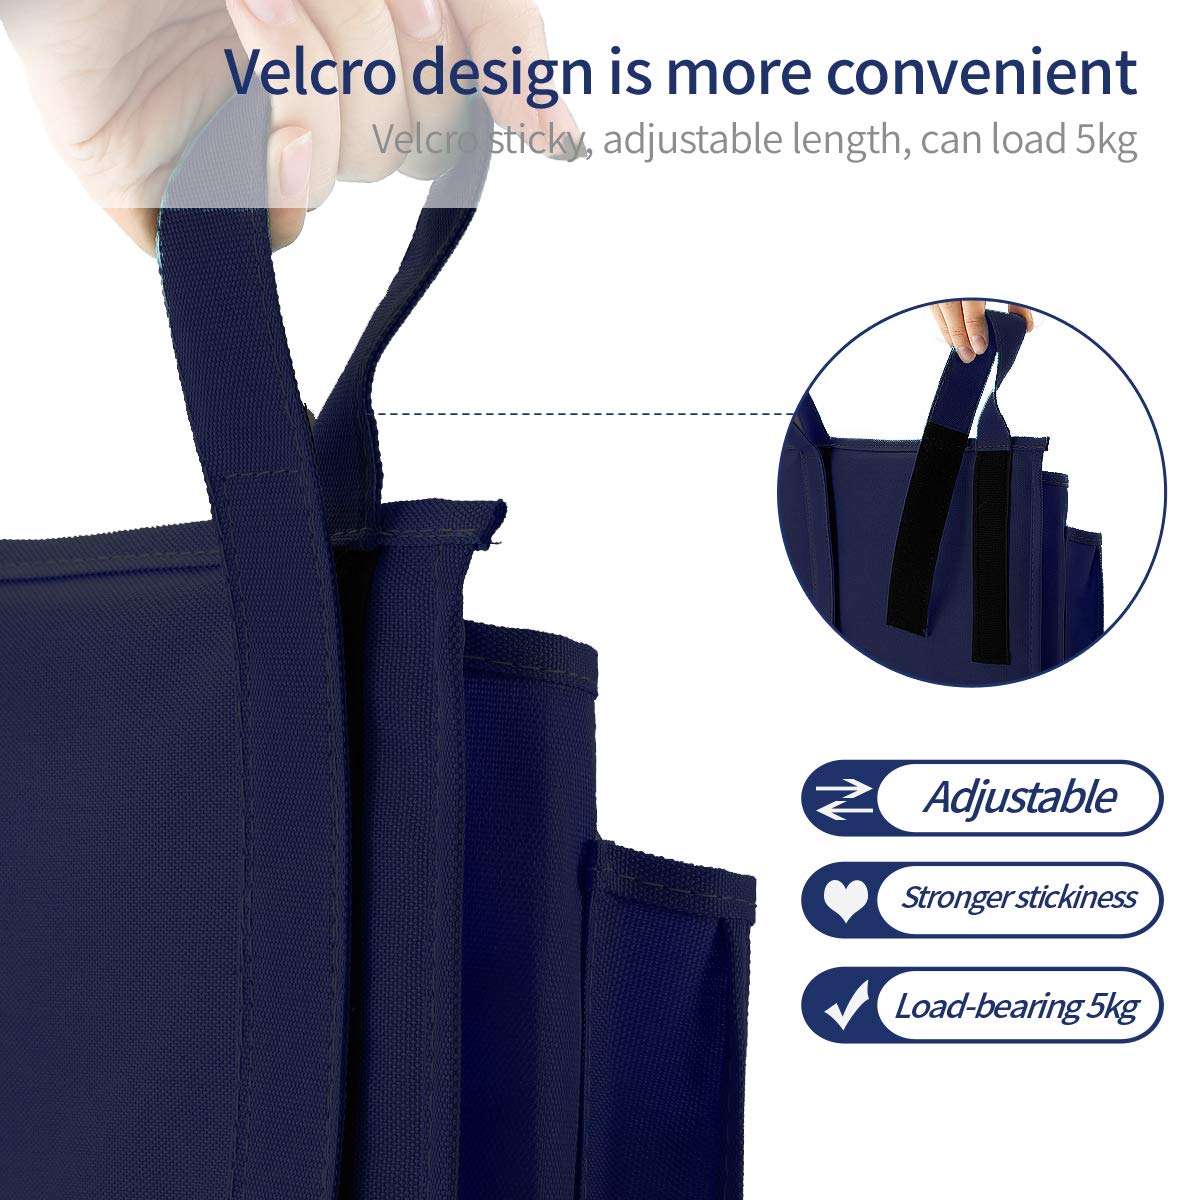 Velcro design is more convenient
Velcro sticky, adjustable length, can load 5kg
Adjustable
Stronger stickiness
Load-bearing 5kg